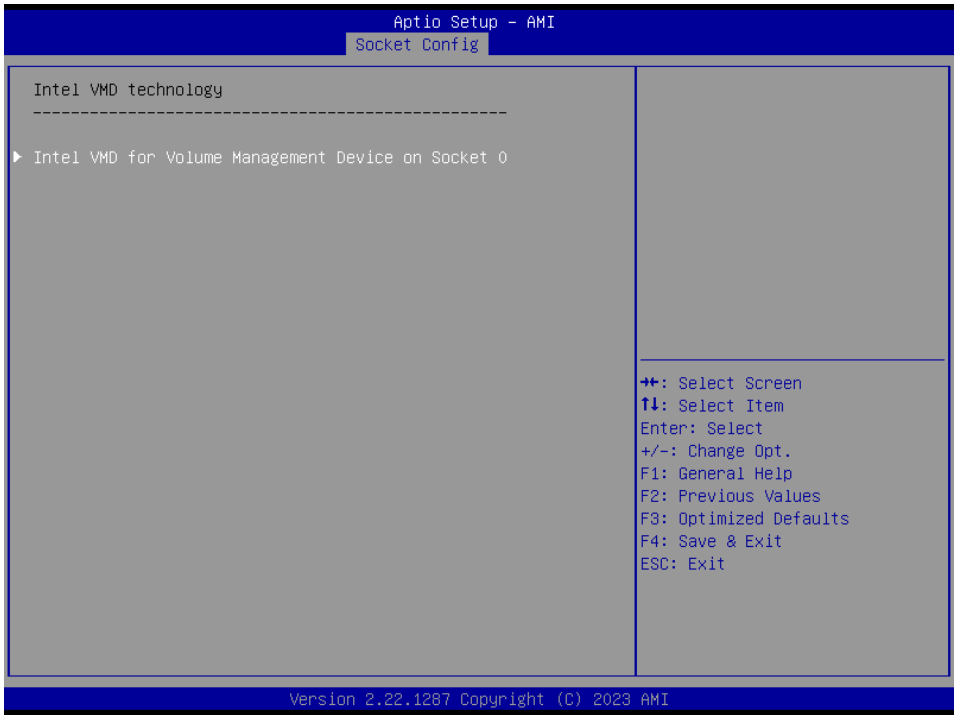 Aptio Setup - AMI
Socket Config
Intel VMD technology
--------------------------------------------------
Intel VMD for Volume Management Device on Socket 0
→←: Select Screen
↑↓: Select Item
Enter: Select
+/-: Change Opt.
F1: General Help
F2: Previous Values
F3: Optimized Defaults
F4: Save & Exit
ESC: Exit
Version 2.22.1287 Copyright (C) 2023 AMI